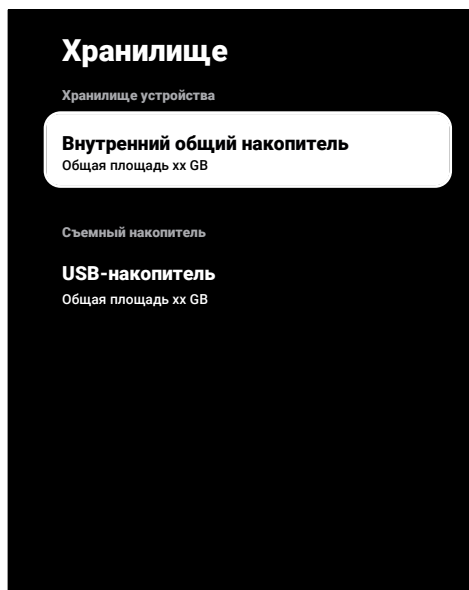 Хранилище
Хранилище устройства
Внутренний общий накопитель
Общая площадь xx GB
Съемный накопитель
USB-накопитель
Общая площадь xx GB